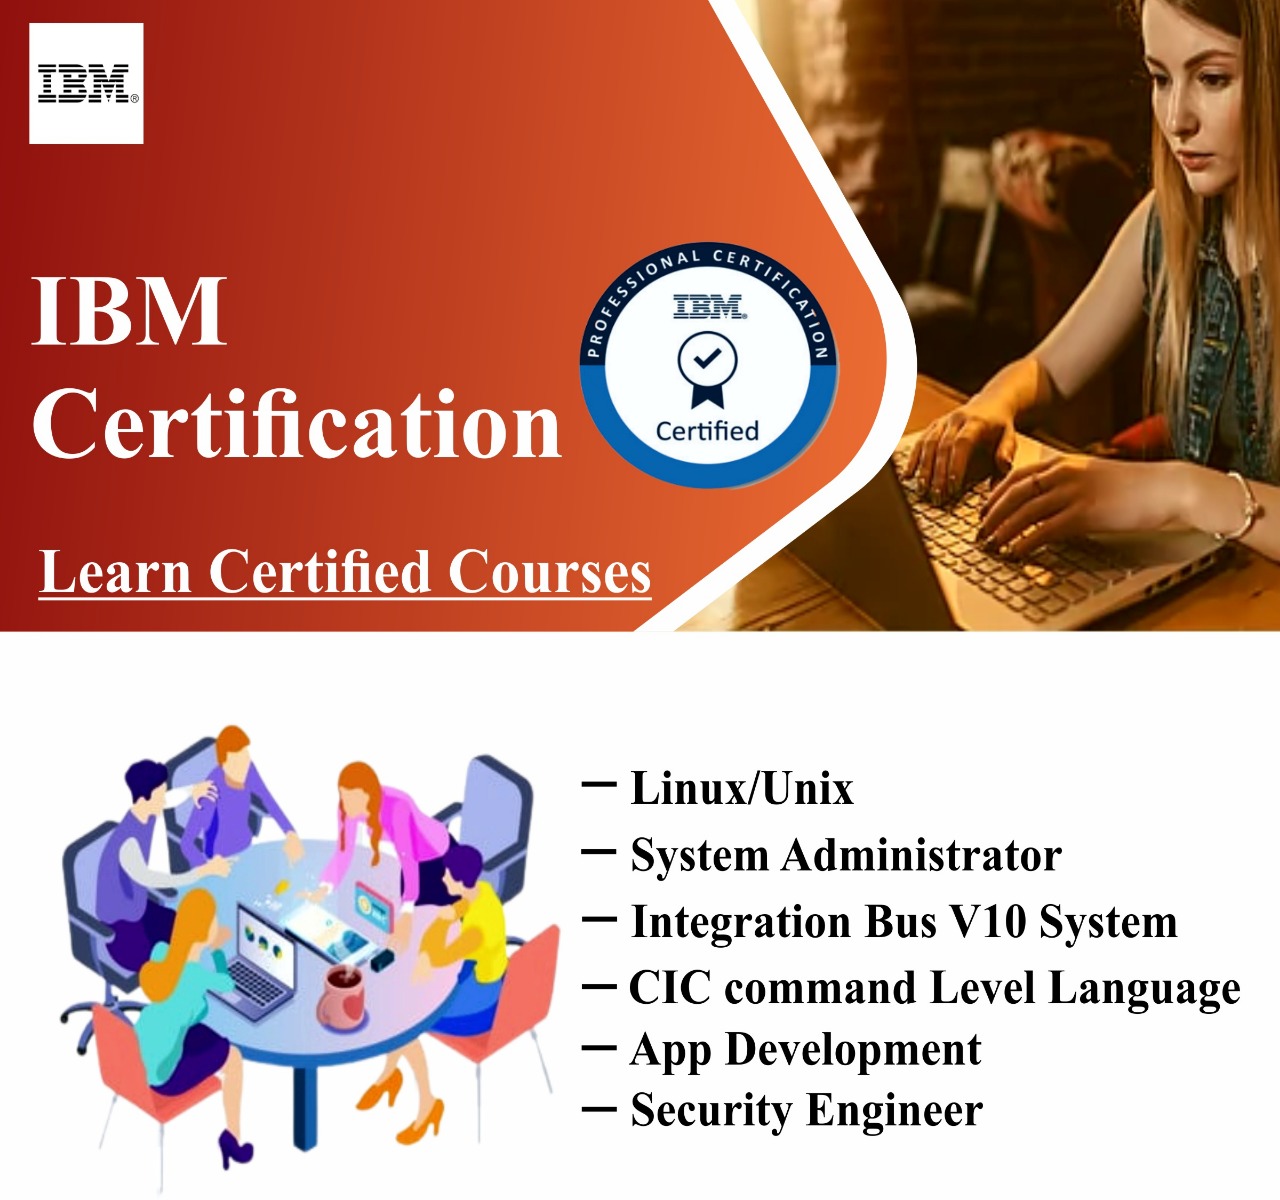 IBM®
IBM
Certification
PROFESSIONAL CERTIFICATION
IBM®
Certified
Learn Certified Courses
— Linux/Unix
— System Administrator
— Integration Bus V10 System
— CIC command Level Language
— App Development
— Security Engineer